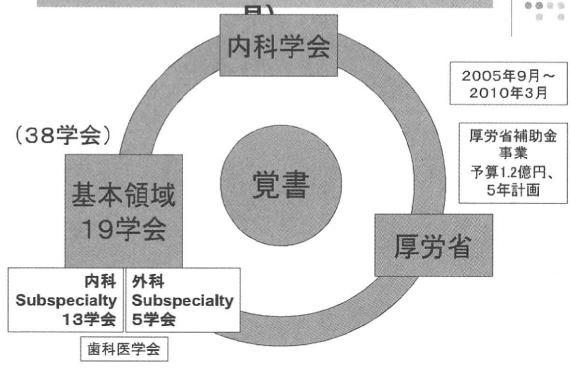 月）
内科学会
2005年9月～
2010年3月
（38学会）
厚労省補助金
事業
予算1.2億円、
5年計画
基本領域
19学会
覚書
厚労省
内科
Subspecialty
13学会
外科
Subspecialty
5学会
歯科医学会